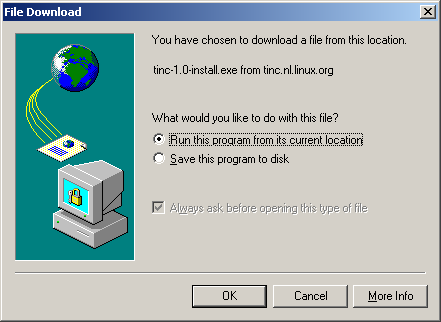 File Download
You have chosen to download a file from this location.
tinc-1.0-install.exe from tinc.nl.linux.org
What would you like to do with this file?
Run this program from its current location
Save this program to disk
Always ask before opening this type of file
OK
Cancel
More Info